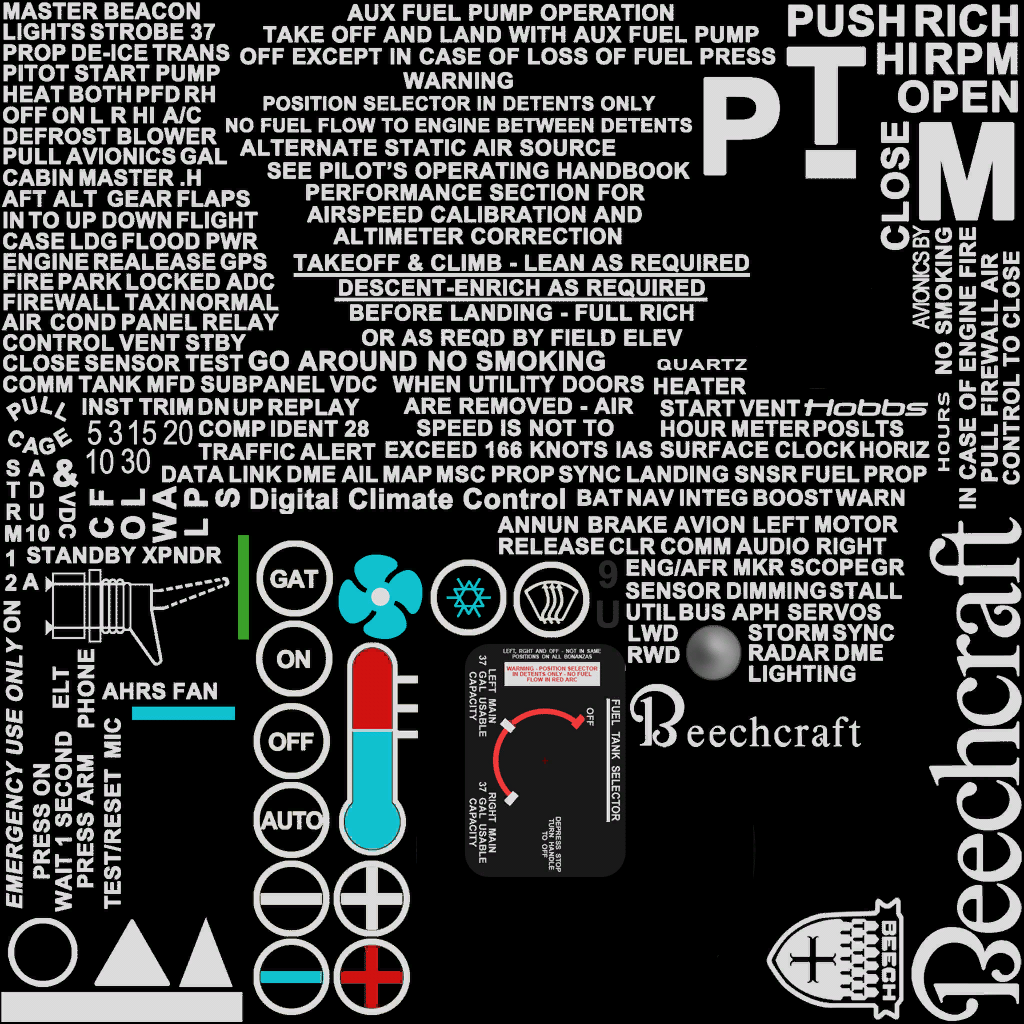 MASTER BEACON
LIGHTS STROBE 37
PROP DE-ICE TRANS
PITOT START PUMP
HEAT BOTH PFD RH
OFF ON L R HI A/C
DEFROST BLOWER
PULL AVIONICS GAL
CABIN MASTER .H
AFT ALT GEAR FLAPS
IN TO UP DOWN FLIGHT
CASE LDG FLOOD PWR
ENGINE REALEASE GPS
FIRE PARK LOCKED ADC
FIREWALL TAXI NORMAL
AIR COND PANEL RELAY
CONTROL VENT STBY
CLOSE SENSOR TEST GO AROUND NO SMOKING
COMM TANK MFD SUBPANEL VDC
AUX FUEL PUMP OPERATION
TAKE OFF AND LAND WITH AUX FUEL PUMP
OFF EXCEPT IN CASE OF LOSS OF FUEL PRESS
WARNING
POSITION SELECTOR IN DETENTS ONLY
NO FUEL FLOW TO ENGINE BETWEEN DETENTS
ALTERNATE STATIC AIR SOURCE
SEE PILOT'S OPERATING HANDBOOK
PERFORMANCE SECTION FOR
AIRSPEED CALIBRATION AND
ALTIMETER CORRECTION
TAKEOFF & CLIMB - LEAN AS REQUIRED
DESCENT-ENRICH AS REQUIRED
BEFORE LANDING - FULL RICH
OR AS REQD BY FIELD ELEV
WHEN UTILITY DOORS
ARE REMOVED - AIR
SPEED IS NOT TO
EXCEED 166 KNOTS IAS SURFACE CLOCK HORIZ
PUSH RICH
HI RPM
OPEN
P T
M
CLOSE
AVIONICS BY
NO SMOKING
HOURS
IN CASE OF ENGINE FIRE
PULL FIREWALL AIR
CONTROL TO CLOSE
QUARTZ
HEATER
START VENT Hobbs
HOUR METER POS LTS
PULL
CAGE
INST TRIM DN UP REPLAY
5 3 15 20 COMP IDENT 28
10 30
TRAFFIC ALERT
STRM
ADU 10
& VDC
DATA LINK DME AIL MAP MSC PROP SYNC LANDING SNSR FUEL PROP
CF
OL
WA
LP
S
Digital Climate Control
BAT NAV INTEG BOOST WARN
ANNUN BRAKE AVION LEFT MOTOR
RELEASE CLR COMM AUDIO RIGHT
ENG/AFR MKR SCOPE GR
SENSOR DIMMING STALL
UTIL BUS APH SERVOS
LWD STORM SYNC
RWD RADAR DME
LIGHTING
9
U
1 STANDBY XPNDR
2 A
EMERGENCY USE ONLY ON
PRESS ON
WAIT 1 SECOND ELT
PRESS ARM PHONE
TEST/RESET MIC
AHRS FAN
GAT
ON
OFF
AUTO
LEFT, RIGHT AND OFF - NOT IN SAME
POSITIONS ON ALL BONANZAS
WARNING - POSITION SELECTOR
IN DETENTS ONLY - NO FUEL
FLOW IN RED ARC
LEFT MAIN
37 GAL USABLE
CAPACITY
OFF
FUEL TANK SELECTOR
RIGHT MAIN
37 GAL USABLE
CAPACITY
DEPRESS STOP
TURN HANDLE
TO OFF
Beechcraft
Beechcraft
BEECH